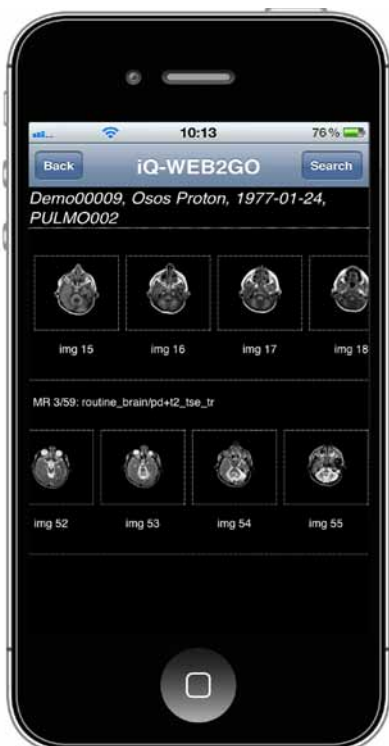 10:13
76%
Back
iQ-WEB2GO
Search
Demo00009, Osos Proton, 1977-01-24,
PULMO002
img 15
img 16
img 17
img 18
MR 3/59: routine_brain/pd+t2_tse_tr
img 52
img 53
img 54
img 55